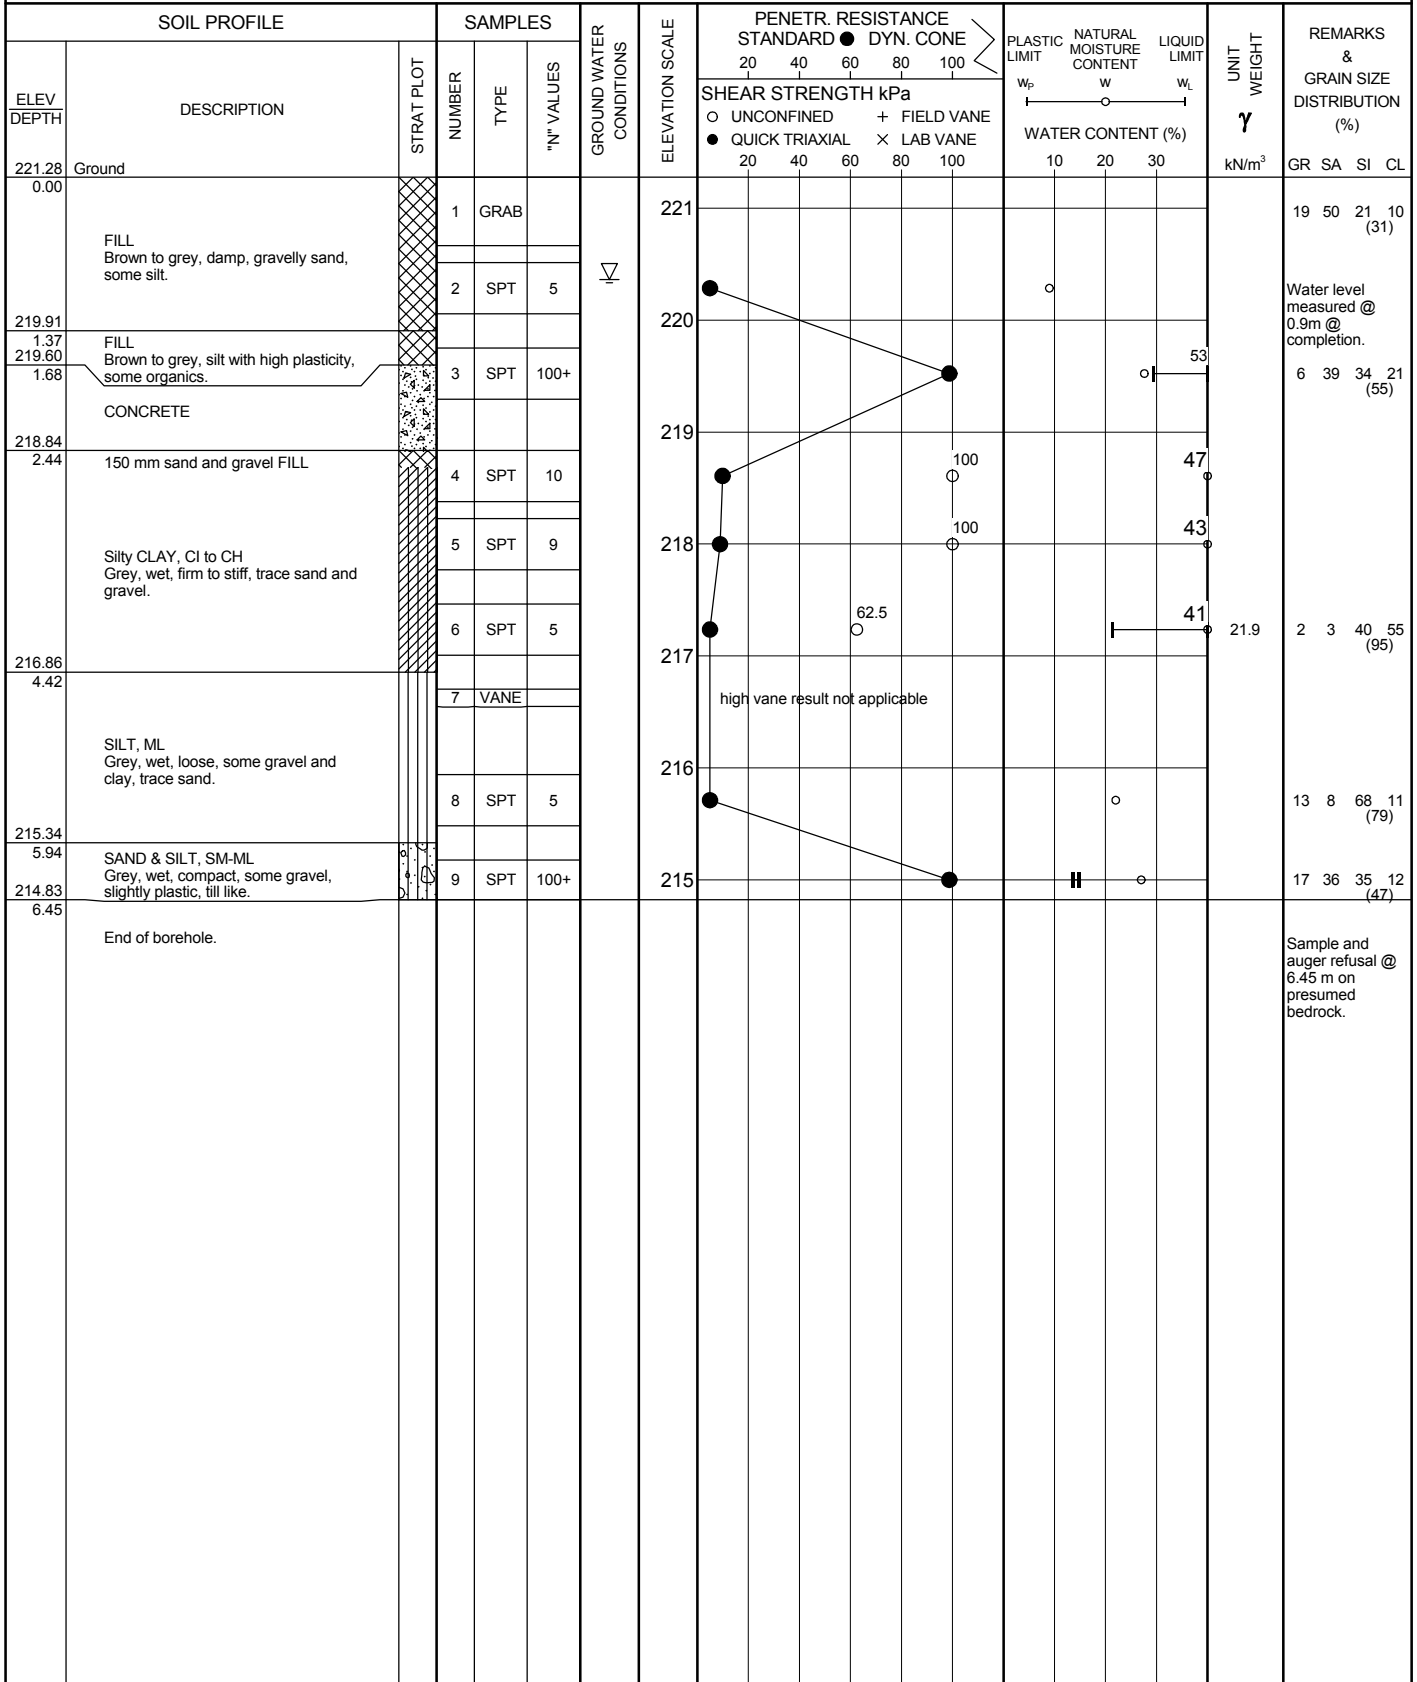 SOIL PROFILE
SAMPLES
GROUND WATER
CONDITIONS
ELEVATION SCALE
PENETR. RESISTANCE
STANDARD ● DYN. CONE
20 40 60 80 100
SHEAR STRENGTH kPa
○ UNCONFINED + FIELD VANE
● QUICK TRIAXIAL × LAB VANE
20 40 60 80 100
PLASTIC
LIMIT
NATURAL
MOISTURE
CONTENT
LIQUID
LIMIT
WP W WL
WATER CONTENT (%)
10 20 30
UNIT
WEIGHT
γ
kN/m³
REMARKS
&
GRAIN SIZE
DISTRIBUTION
(%)
GR SA SI CL
ELEV
DEPTH
DESCRIPTION
STRAT PLOT
NUMBER
TYPE
"N" VALUES
221.28 Ground
0.00
1 GRAB
221
19 50 21 10
(31)
FILL
Brown to grey, damp, gravelly sand,
some silt.
2 SPT 5
Water level
measured @
0.9m @
completion.
219.91
220
1.37
FILL
Brown to grey, silt with high plasticity,
some organics.
219.60
1.68
3 SPT 100+
53
6 39 34 21
(55)
CONCRETE
219
218.84
2.44
150 mm sand and gravel FILL
4 SPT 10
100
47
5 SPT 9
218
100
43
Silty CLAY, CI to CH
Grey, wet, firm to stiff, trace sand and
gravel.
6 SPT 5
62.5
41
21.9
2 3 40 55
(95)
217
216.86
4.42
7 VANE
high vane result not applicable
SILT, ML
Grey, wet, loose, some gravel and
clay, trace sand.
216
8 SPT 5
13 8 68 11
(79)
215.34
5.94
SAND & SILT, SM-ML
Grey, wet, compact, some gravel,
slightly plastic, till like.
9 SPT 100+
215
17 36 35 12
(47)
214.83
6.45
End of borehole.
Sample and
auger refusal @
6.45 m on
presumed
bedrock.